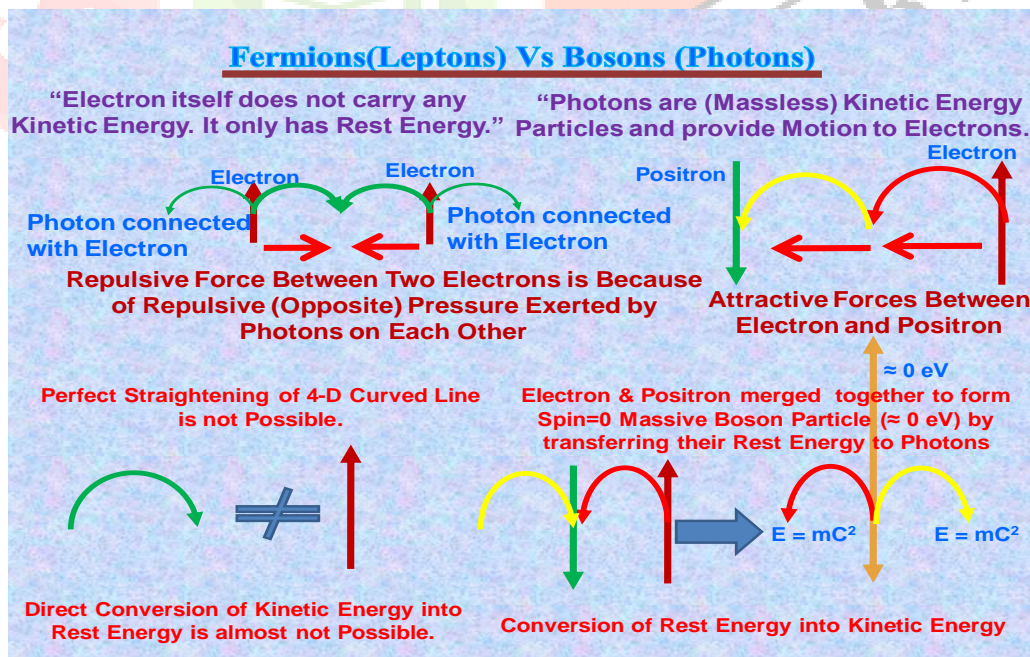 Fermions(Leptons) Vs Bosons (Photons)
“Electron itself does not carry any
Kinetic Energy. It only has Rest Energy.”
“Photons are (Massless) Kinetic Energy
Particles and provide Motion to Electrons.
Electron
Electron
Photon connected
with Electron
Photon connected
with Electron
Repulsive Force Between Two Electrons is Because
of Repulsive (Opposite) Pressure Exerted by
Photons on Each Other
Electron
Positron
Attractive Forces Between
Electron and Positron
≈ 0 eV
Perfect Straightening of 4-D Curved Line
is not Possible.
Direct Conversion of Kinetic Energy into
Rest Energy is almost not Possible.
Electron & Positron merged together to form
Spin=0 Massive Boson Particle (≈ 0 eV) by
transferring their Rest Energy to Photons
E = mC²
E = mC²
Conversion of Rest Energy into Kinetic Energy